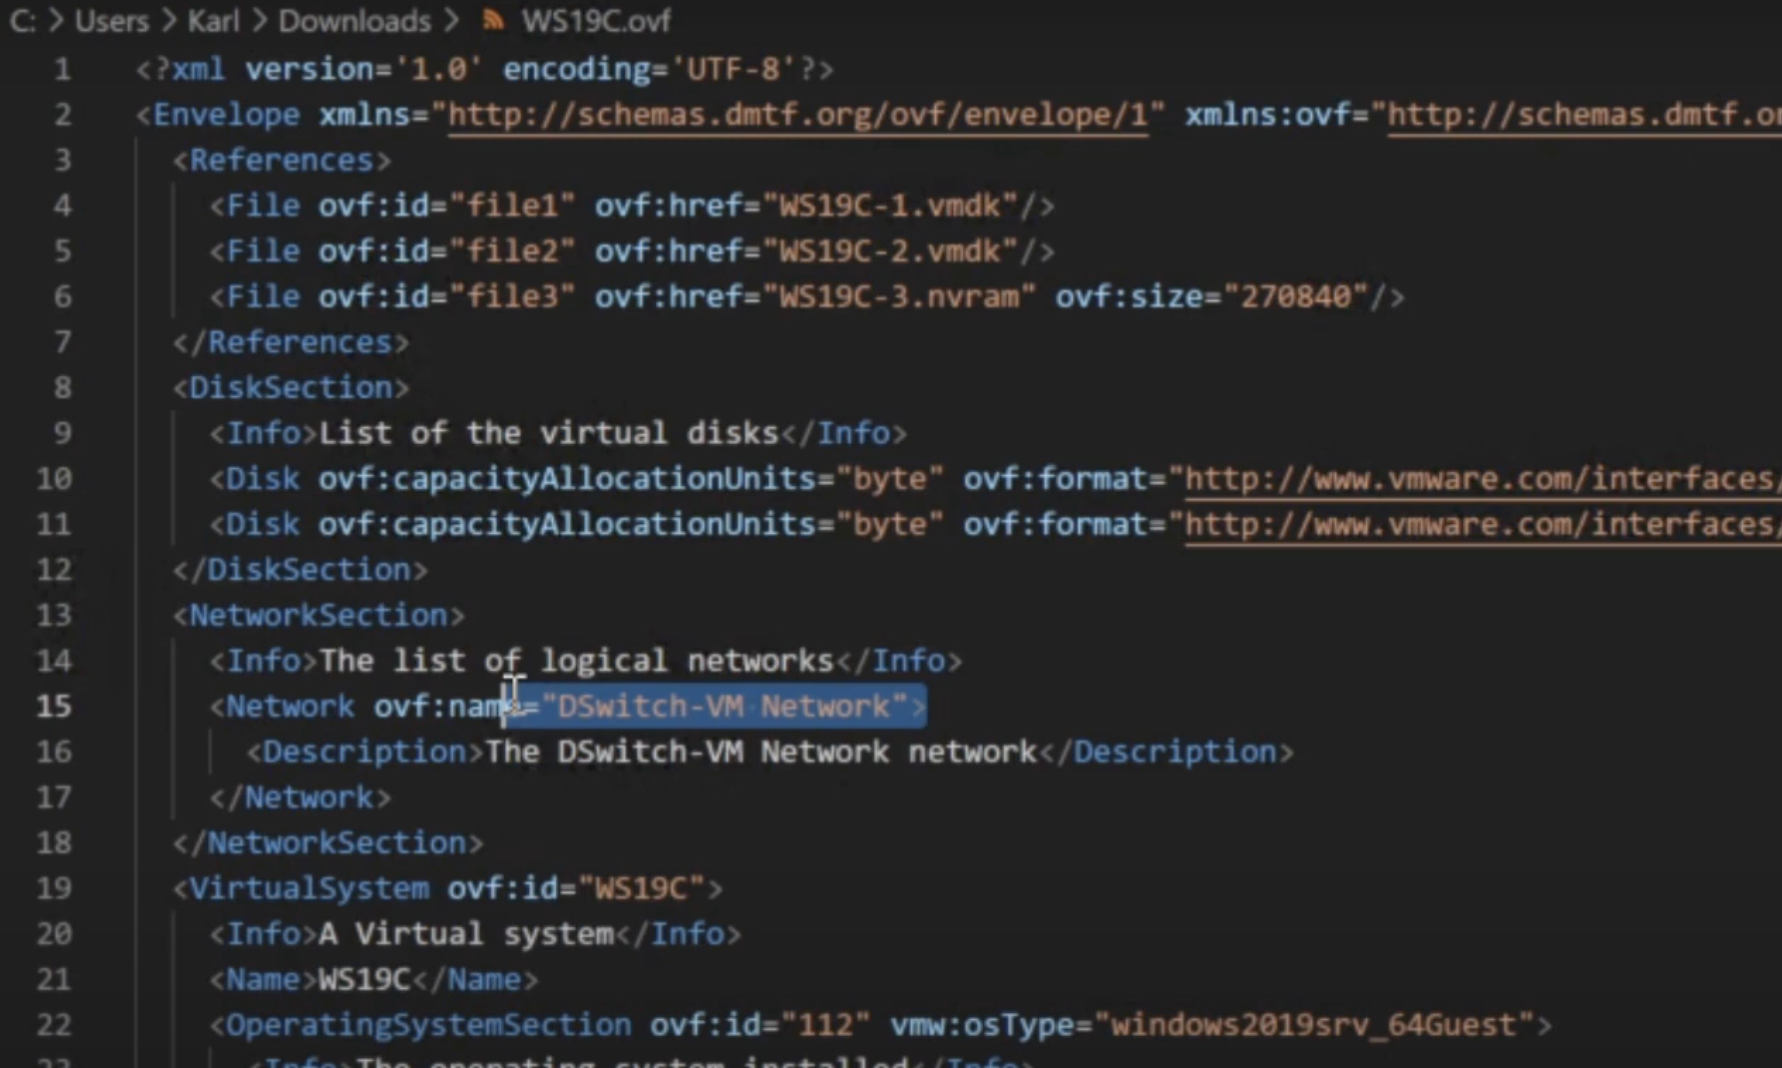 C: > Users > Karl > Downloads > WS19C.ovf
1 <?xml version='1.0' encoding='UTF-8'?>
2 <Envelope xmlns="http://schemas.dmtf.org/ovf/envelope/1" xmlns:ovf="http://schemas.dmtf.o
3 <References>
4 <File ovf:id="file1" ovf:href="WS19C-1.vmdk"/>
5 <File ovf:id="file2" ovf:href="WS19C-2.vmdk"/>
6 <File ovf:id="file3" ovf:href="WS19C-3.nvram" ovf:size="270840"/>
7 </References>
8 <DiskSection>
9 <Info>List of the virtual disks</Info>
10 <Disk ovf:capacityAllocationUnits="byte" ovf:format="http://www.vmware.com/interfaces/
11 <Disk ovf:capacityAllocationUnits="byte" ovf:format="http://www.vmware.com/interfaces/
12 </DiskSection>
13 <NetworkSection>
14 <Info>The list of logical networks</Info>
15 <Network ovf:name="DSwitch-VM Network">
16 <Description>The DSwitch-VM Network network</Description>
17 </Network>
18 </NetworkSection>
19 <VirtualSystem ovf:id="WS19C">
20 <Info>A Virtual system</Info>
21 <Name>WS19C</Name>
22 <OperatingSystemSection ovf:id="112" vmw:osType="windows2019srv_64Guest">
23 <Info>The operating system installed</Info>